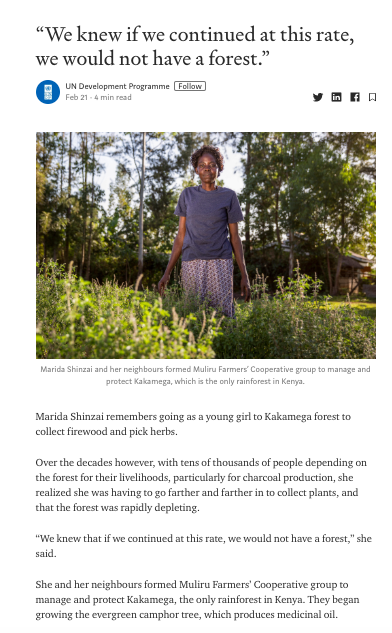 “We knew if we continued at this rate,
we would not have a forest.”
UN Development Programme Follow
Feb 21 · 4 min read
Marida Shinzai and her neighbours formed Muliru Farmers’ Cooperative group to manage and
protect Kakamega, which is the only rainforest in Kenya.
Marida Shinzai remembers going as a young girl to Kakamega forest to
collect firewood and pick herbs.
Over the decades however, with tens of thousands of people depending on
the forest for their livelihoods, particularly for charcoal production, she
realized she was having to go farther and farther in to collect plants, and
that the forest was rapidly depleting.
“We knew that if we continued at this rate, we would not have a forest,” she
said.
She and her neighbours formed Muliru Farmers’ Cooperative group to
manage and protect Kakamega, the only rainforest in Kenya. They began
growing the evergreen camphor tree, which produces medicinal oil.